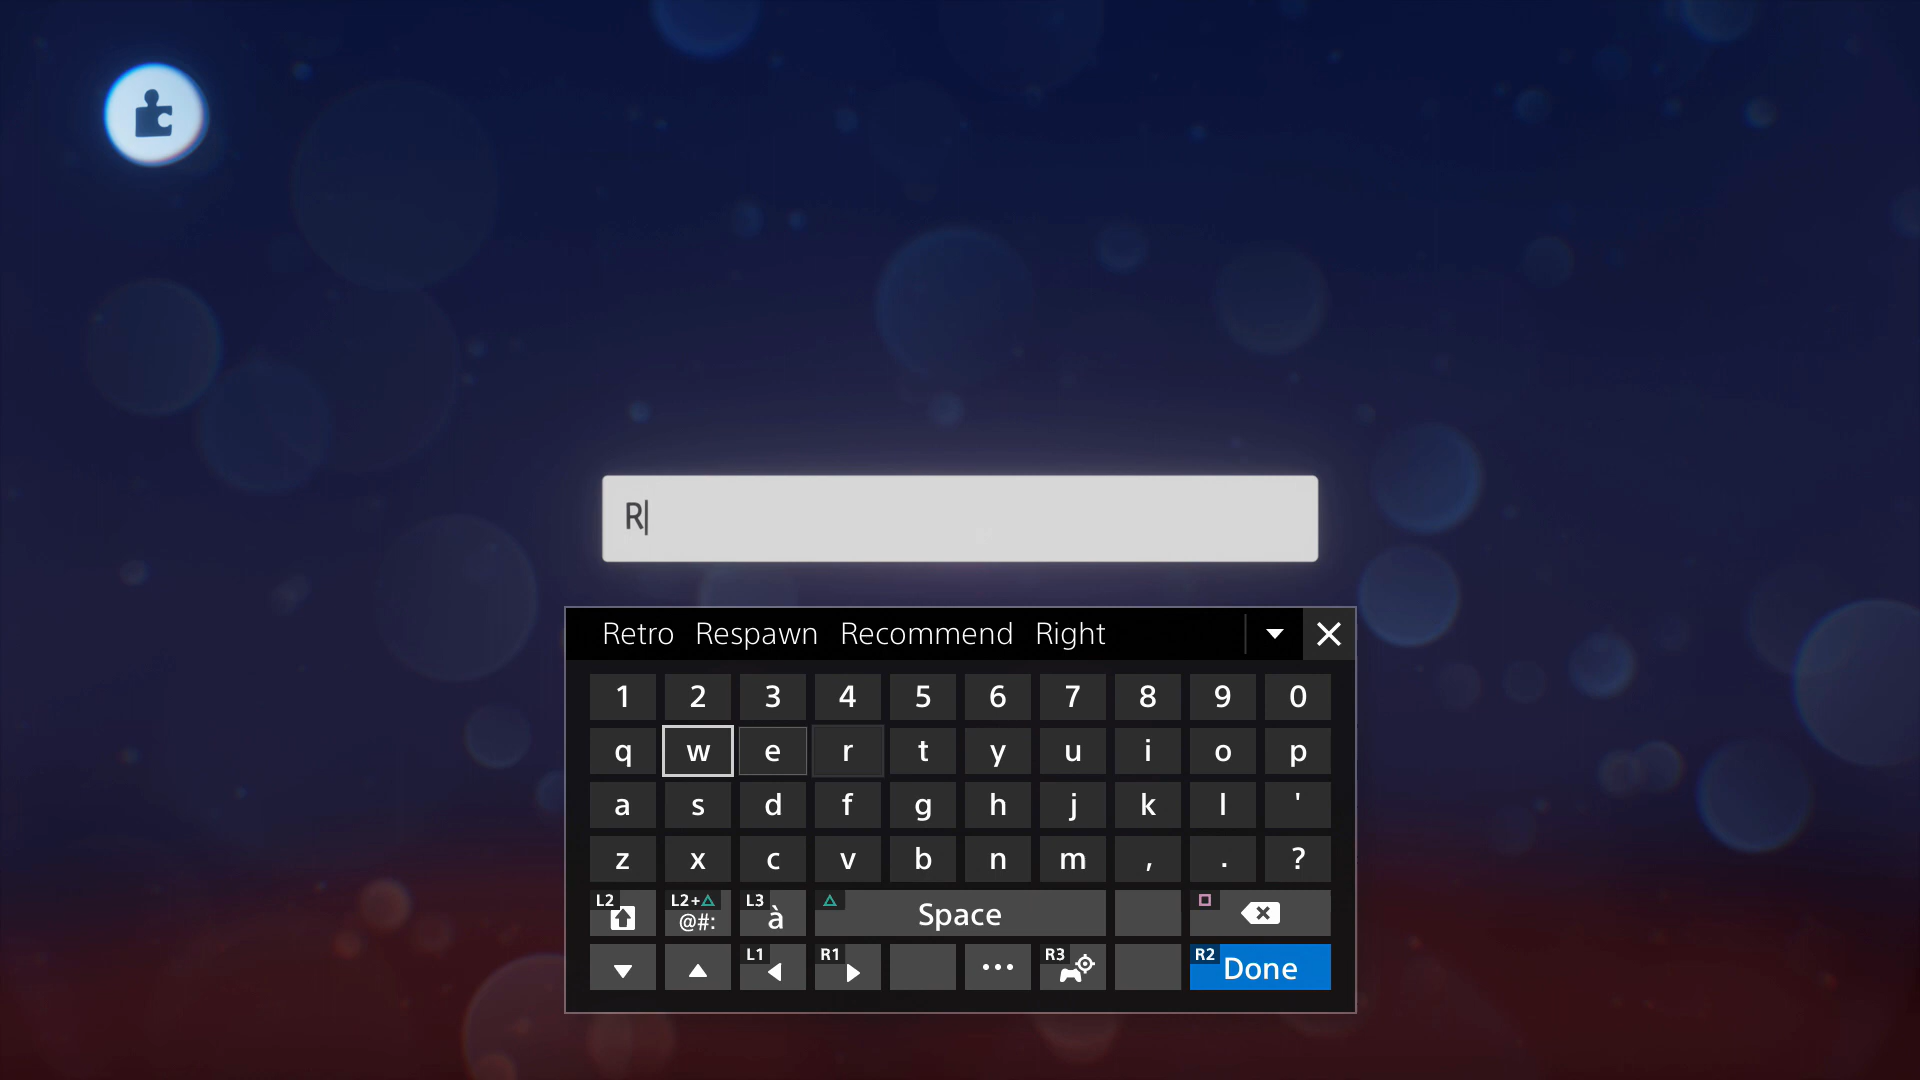 R
Retro Respawn Recommend Right
1 2 3 4 5 6 7 8 9 0
q w e r t y u i o p
a s d f g h j k l '
z x c v b n m , . ?
L2 L2+△ @#: L3 à △ Space □
L1 R1 ... R3 R2 Done